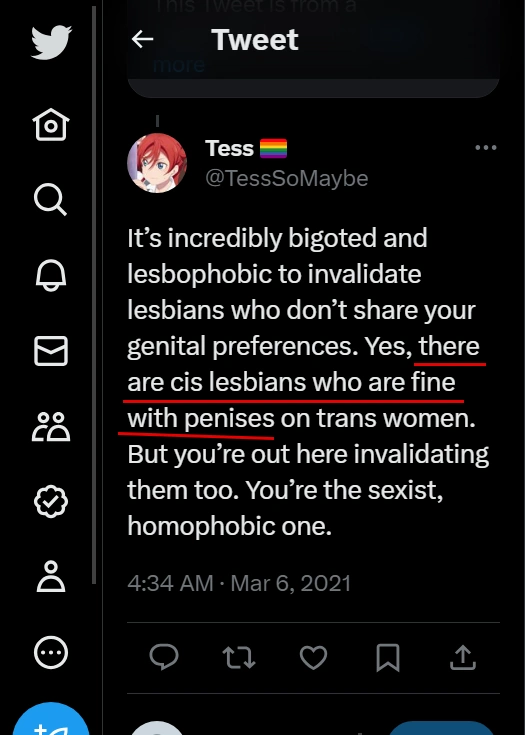 This Tweet is from a
Tweet
more
Tess 🏳️‍🌈
@TessSoMaybe
It's incredibly bigoted and
lesbophobic to invalidate
lesbians who don't share your
genital preferences. Yes, there
are cis lesbians who are fine
with penises on trans women.
But you're out here invalidating
them too. You're the sexist,
homophobic one.
4:34 AM · Mar 6, 2021